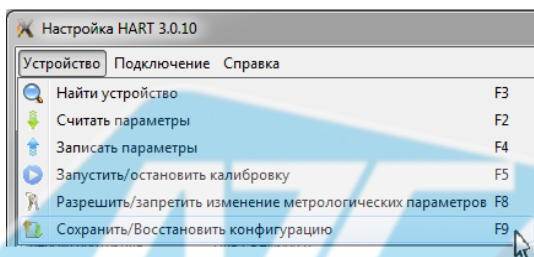 Настройка HART 3.0.10
Устройство Подключение Справка
Найти устройство F3
Считать параметры F2
Записать параметры F4
Запустить/остановить калибровку F5
Разрешить/запретить изменение метрологических параметров F8
Сохранить/Восстановить конфигурацию F9